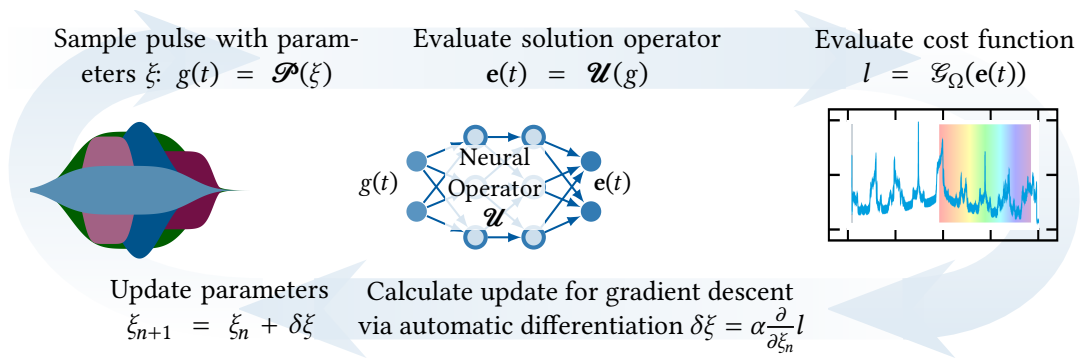 Sample pulse with param-
eters ξ: g(t) = 𝓟(ξ)
Evaluate solution operator
𝐞(t) = 𝓤(g)
Evaluate cost function
l = 𝒢_Ω(𝐞(t))
g(t)
Neural
Operator
𝓤
𝐞(t)
Update parameters
ξ_{n+1} = ξ_n + δξ
Calculate update for gradient descent
via automatic differentiation δξ = α ∂/∂ξ_n l